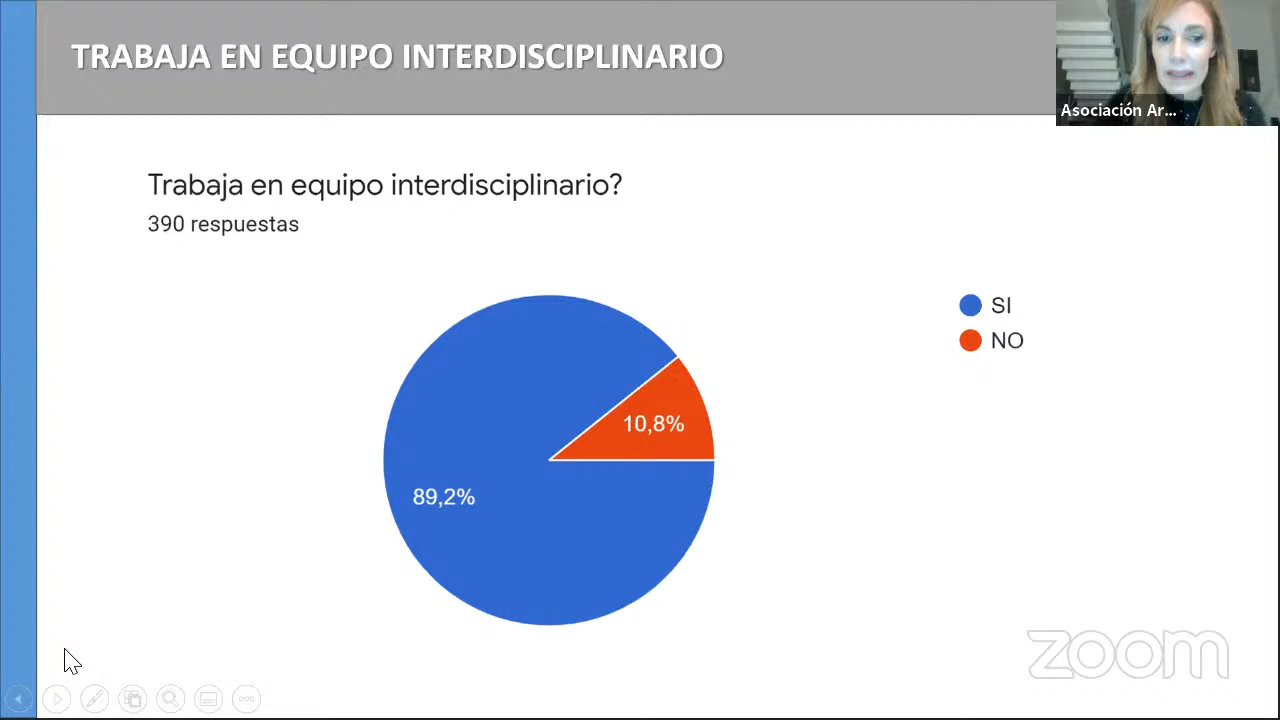 TRABAJA EN EQUIPO INTERDISCIPLINARIO
Asociación Ar...
Trabaja en equipo interdisciplinario?
390 respuestas
SI
NO
10,8%
89,2%
zoom